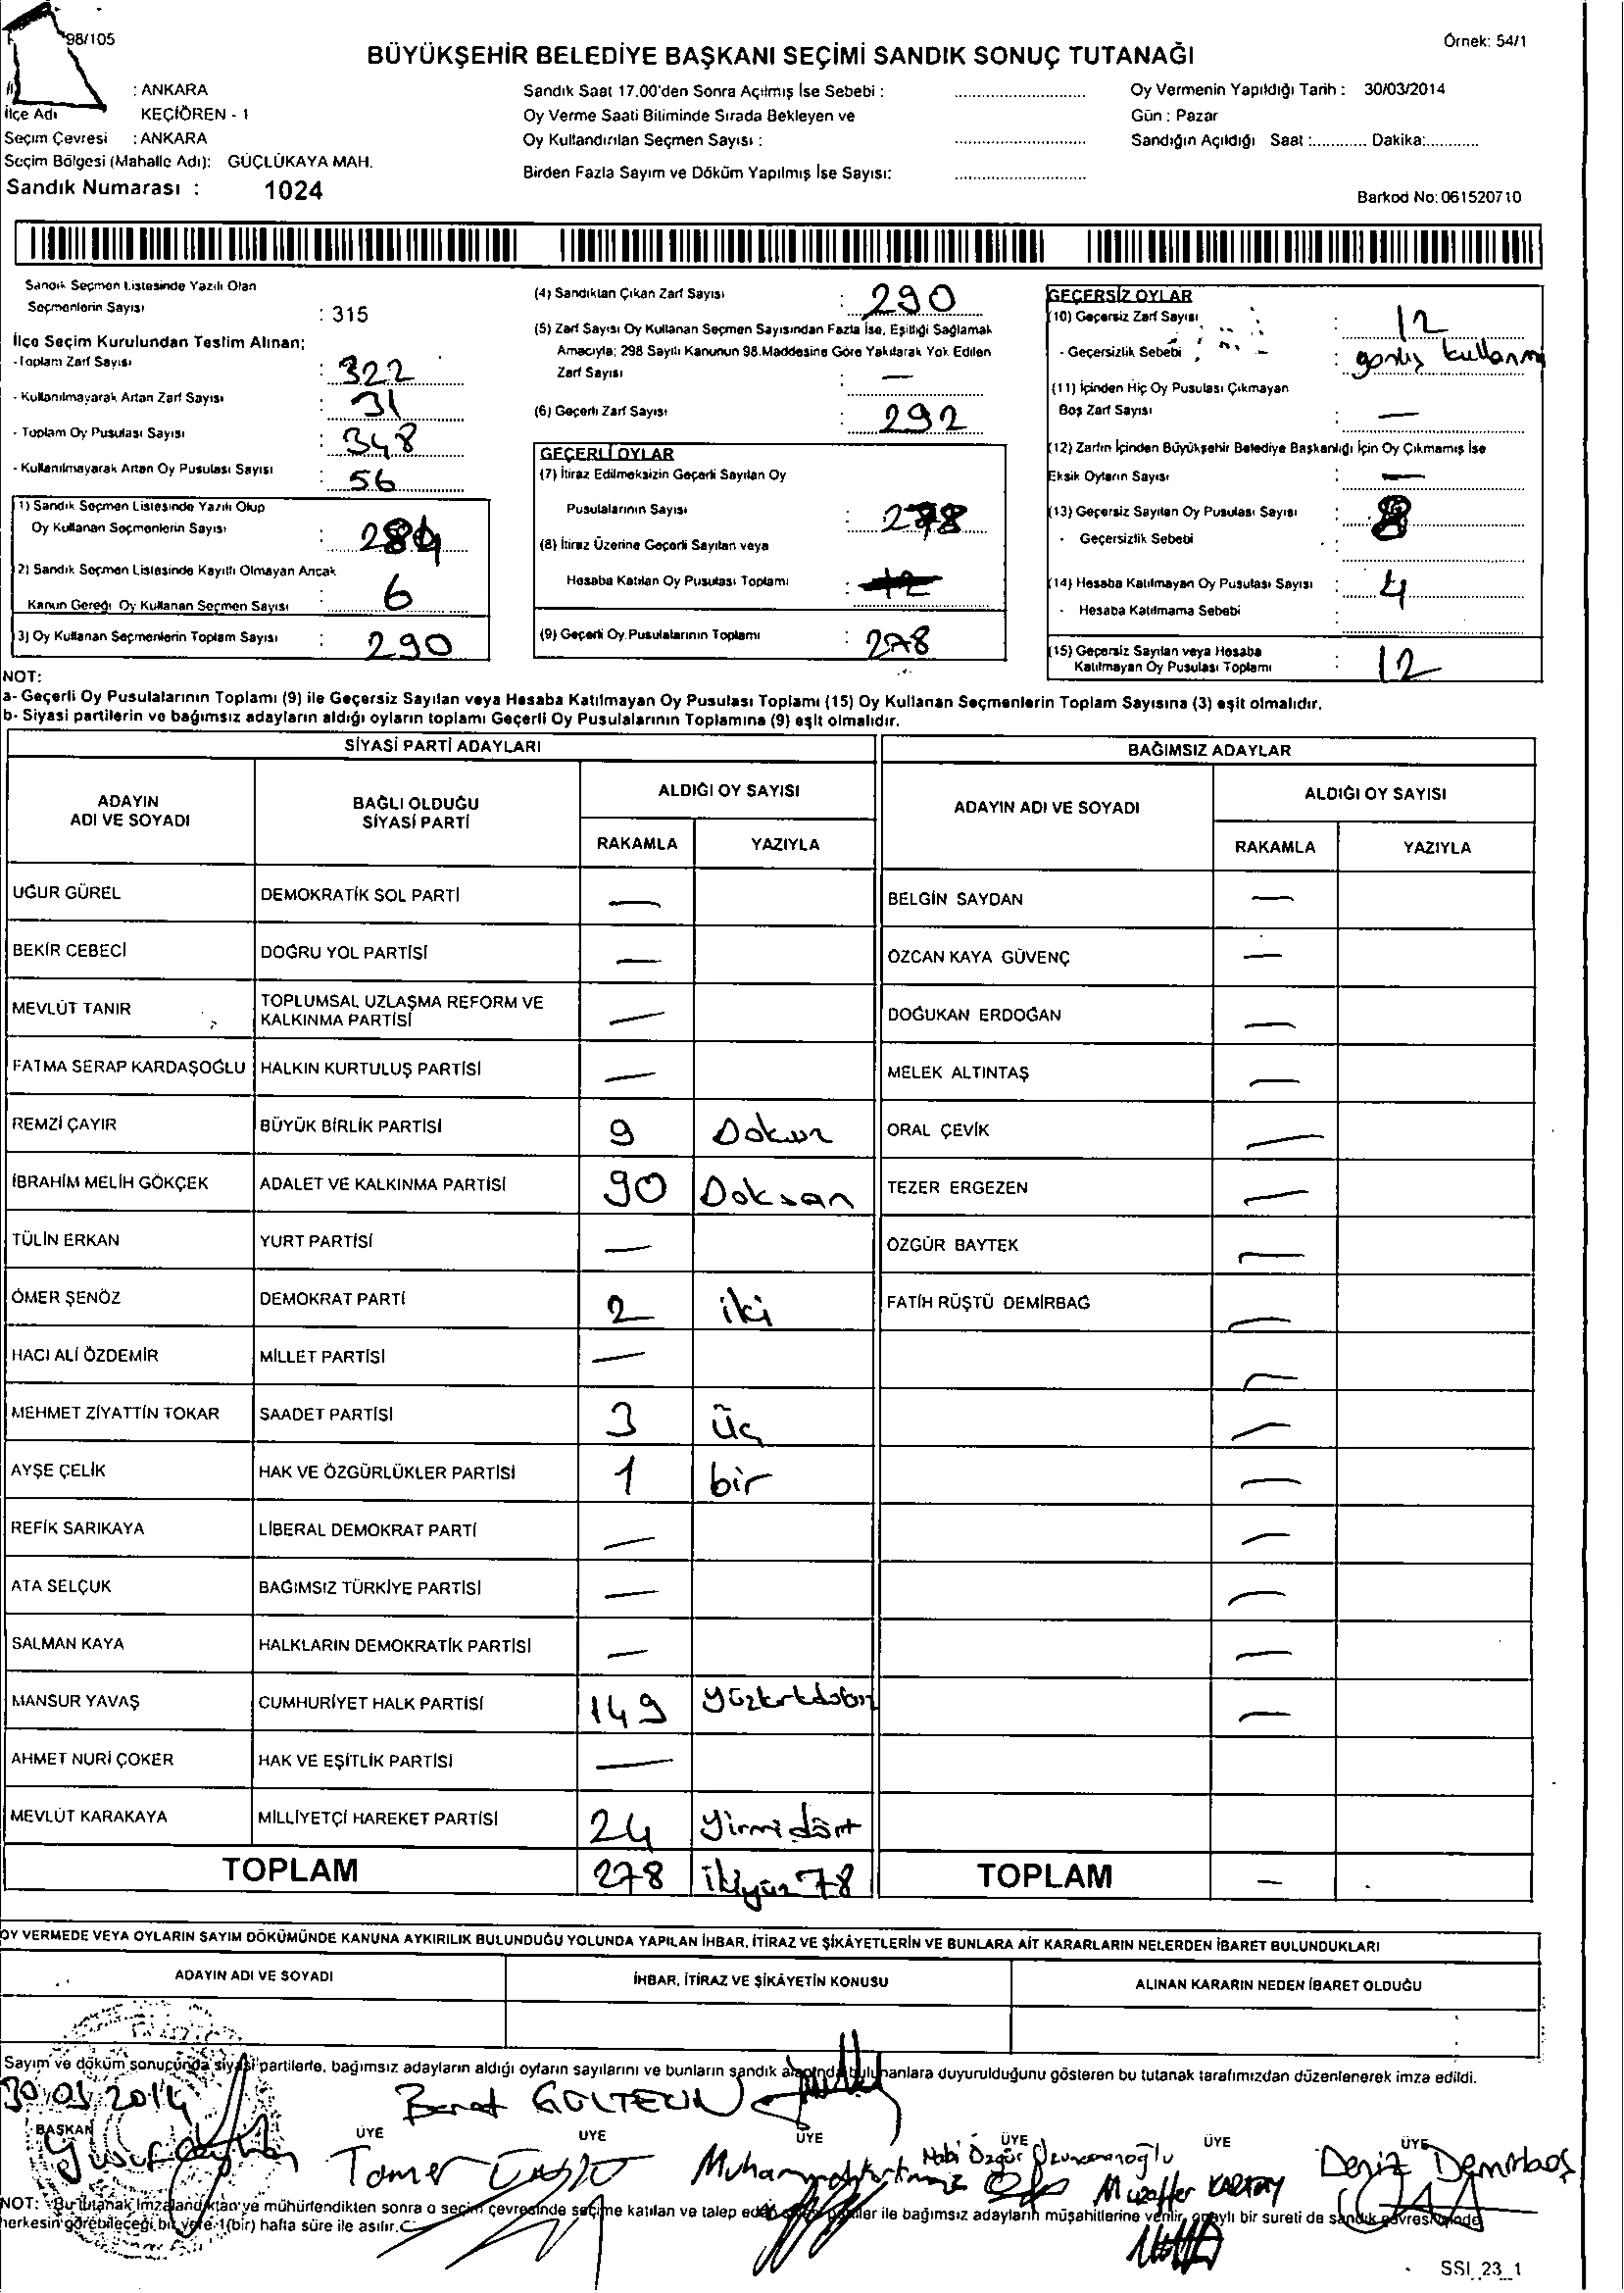 98/105
Örnek: 54/1
BÜYÜKŞEHİR BELEDİYE BAŞKANI SEÇİMİ SANDIK SONUÇ TUTANAĞI
: ANKARA
İlçe Adı KEÇİÖREN - 1
Seçim Çevresi : ANKARA
Seçim Bölgesi (Mahalle Adı): GÜÇLÜKAYA MAH.
Sandık Numarası : 1024
Sandık Saat 17.00'den Sonra Açılmış İse Sebebi :
Oy Verme Saati Bitiminde Sırada Bekleyen ve
Oy Kullandırılan Seçmen Sayısı :
Birden Fazla Sayım ve Döküm Yapılmış İse Sayısı:
Oy Vermenin Yapıldığı Tarih : 30/03/2014
Gün : Pazar
Sandığın Açıldığı Saat :............ Dakika:............
Barkod No: 061520710
Sandık Seçmen Listesinde Yazılı Olan
Seçmenlerin Sayısı : 315
İlçe Seçim Kurulundan Teslim Alınan;
- Toplam Zarf Sayısı : 322
- Kullanılmayarak Artan Zarf Sayısı : 31
- Toplam Oy Pusulası Sayısı : 348
- Kullanılmayarak Artan Oy Pusulası Sayısı : 56
1) Sandık Seçmen Listesinde Yazılı Olup
Oy Kullanan Seçmenlerin Sayısı : 284
2) Sandık Seçmen Listesinde Kayıtlı Olmayan Ancak
Kanun Gereği Oy Kullanan Seçmen Sayısı : 6
3) Oy Kullanan Seçmenlerin Toplam Sayısı : 290
(4) Sandıktan Çıkan Zarf Sayısı : 290
(5) Zarf Sayısı Oy Kullanan Seçmen Sayısından Fazla İse, Eşitliği Sağlamak
Amacıyla; 298 Sayılı Kanunun 98.Maddesine Göre Yakılarak Yok Edilen
Zarf Sayısı : —
(6) Geçerli Zarf Sayısı : 292
GEÇERLİ OYLAR
(7) İtiraz Edilmeksizin Geçerli Sayılan Oy
Pusulalarının Sayısı : 278
(8) İtiraz Üzerine Geçerli Sayılan veya
Hesaba Katılan Oy Pusulası Toplamı :
(9) Geçerli Oy Pusulalarının Toplamı : 278
GEÇERSİZ OYLAR
(10) Geçersiz Zarf Sayısı : 12
- Geçersizlik Sebebi : kullanmı
(11) İçinden Hiç Oy Pusulası Çıkmayan
Boş Zarf Sayısı : —
(12) Zarfın İçinden Büyükşehir Belediye Başkanlığı İçin Oy Çıkmamış İse
Eksik Oyların Sayısı : —
(13) Geçersiz Sayılan Oy Pusulası Sayısı : 8
- Geçersizlik Sebebi :
(14) Hesaba Katılmayan Oy Pusulası Sayısı : 4
- Hesaba Katılmama Sebebi :
(15) Geçersiz Sayılan veya Hesaba
Katılmayan Oy Pusulası Toplamı : 12
NOT:
a- Geçerli Oy Pusulalarının Toplamı (9) ile Geçersiz Sayılan veya Hesaba Katılmayan Oy Pusulası Toplamı (15) Oy Kullanan Seçmenlerin Toplam Sayısına (3) eşit olmalıdır.
b- Siyasi partilerin ve bağımsız adayların aldığı oyların toplamı Geçerli Oy Pusulalarının Toplamına (9) eşit olmalıdır.
SİYASİ PARTİ ADAYLARI
ADAYIN ADI VE SOYADI BAĞLI OLDUĞU SİYASİ PARTİ ALDIĞI OY SAYISI
RAKAMLA YAZIYLA
UĞUR GÜREL DEMOKRATİK SOL PARTİ —
BEKİR CEBECİ DOĞRU YOL PARTİSİ —
MEVLÜT TANIR TOPLUMSAL UZLAŞMA REFORM VE KALKINMA PARTİSİ —
FATMA SERAP KARDAŞOĞLU HALKIN KURTULUŞ PARTİSİ —
REMZİ ÇAYIR BÜYÜK BİRLİK PARTİSİ 9 Dokuz
İBRAHİM MELİH GÖKÇEK ADALET VE KALKINMA PARTİSİ 90 Doksan
TÜLİN ERKAN YURT PARTİSİ —
ÖMER ŞENÖZ DEMOKRAT PARTİ 2 iki
HACI ALİ ÖZDEMİR MİLLET PARTİSİ —
MEHMET ZİYATTİN TOKAR SAADET PARTİSİ 3 üç
AYŞE ÇELİK HAK VE ÖZGÜRLÜKLER PARTİSİ 1 bir
REFİK SARIKAYA LİBERAL DEMOKRAT PARTİ —
ATA SELÇUK BAĞIMSIZ TÜRKİYE PARTİSİ —
SALMAN KAYA HALKLARIN DEMOKRATİK PARTİSİ —
MANSUR YAVAŞ CUMHURİYET HALK PARTİSİ 149 yüzkırkdokuz
AHMET NURİ ÇOKER HAK VE EŞİTLİK PARTİSİ —
MEVLÜT KARAKAYA MİLLİYETÇİ HAREKET PARTİSİ 24 yirmidört
TOPLAM 278 ikiyüz78
BAĞIMSIZ ADAYLAR
ADAYIN ADI VE SOYADI ALDIĞI OY SAYISI
RAKAMLA YAZIYLA
BELGİN SAYDAN —
ÖZCAN KAYA GÜVENÇ —
DOĞUKAN ERDOĞAN —
MELEK ALTINTAŞ —
ORAL ÇEVİK —
TEZER ERGEZEN —
ÖZGÜR BAYTEK —
FATİH RÜŞTÜ DEMİRBAĞ —
TOPLAM —
OY VERMEDE VEYA OYLARIN SAYIM DÖKÜMÜNDE KANUNA AYKIRILIK BULUNDUĞU YOLUNDA YAPILAN İHBAR, İTİRAZ VE ŞİKÂYETLERİN VE BUNLARA AİT KARARLARIN NELERDEN İBARET BULUNDUKLARI
ADAYIN ADI VE SOYADI İHBAR, İTİRAZ VE ŞİKÂYETİN KONUSU ALINAN KARARIN NEDEN İBARET OLDUĞU
Sayım ve döküm sonucunda siyasi partilerle, bağımsız adayların aldığı oyların sayılarını ve bunların sandık alanında bulunanlara duyurulduğunu gösteren bu tutanak tarafımızdan düzenlenerek imza edildi.
30.03.2014
Berat GÜLTEKİN
BAŞKAN ÜYE ÜYE ÜYE ÜYE ÜYE ÜYE
Yusuf Tamer Nabi Özgür Muzaffer Deniz Demirbaş
NOT: Bu tutanak imzalandıktan ve mühürlendikten sonra o seçim çevresinde seçime katılan ve talep eden partiler ile bağımsız adayların müşahitlerine verilir, onaylı bir sureti de sandık çevresinde
herkesin görebileceği bir yere 1(bir) hafta süre ile asılır.
SSI_23_1